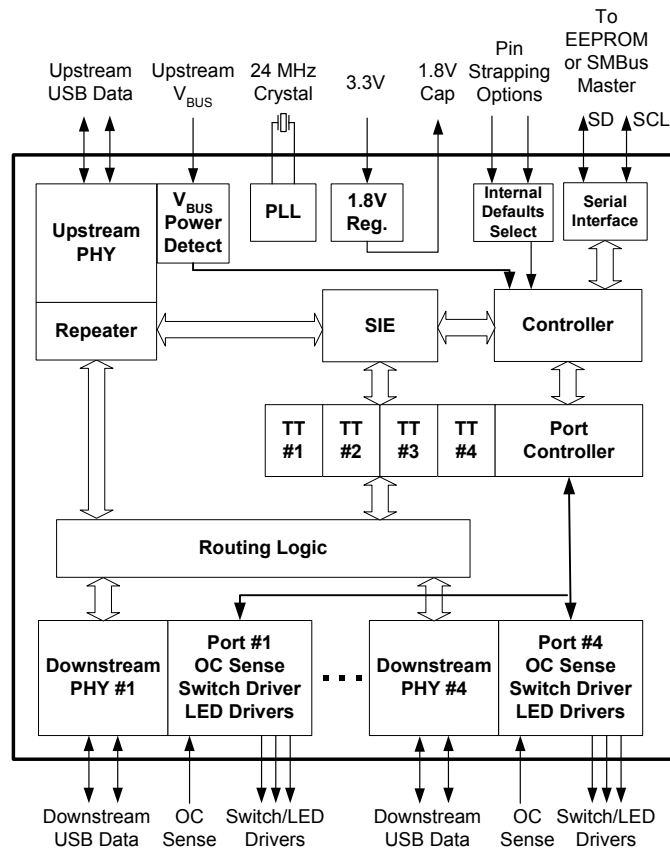 To
EEPROM
or SMBus
Master
Upstream
USB Data
Upstream
VBUS
24 MHz
Crystal
3.3V
1.8V
Cap
Pin
Strapping
Options
SD
SCL
Upstream
PHY
VBUS
Power
Detect
PLL
1.8V
Reg.
Internal
Defaults
Select
Serial
Interface
Repeater
SIE
Controller
TT
#1
TT
#2
TT
#3
TT
#4
Port
Controller
Routing Logic
Downstream
PHY #1
Port #1
OC Sense
Switch Driver
LED Drivers
Downstream
PHY #4
Port #4
OC Sense
Switch Driver
LED Drivers
Downstream
USB Data
OC
Sense
Switch/LED
Drivers
Downstream
USB Data
OC
Sense
Switch/LED
Drivers